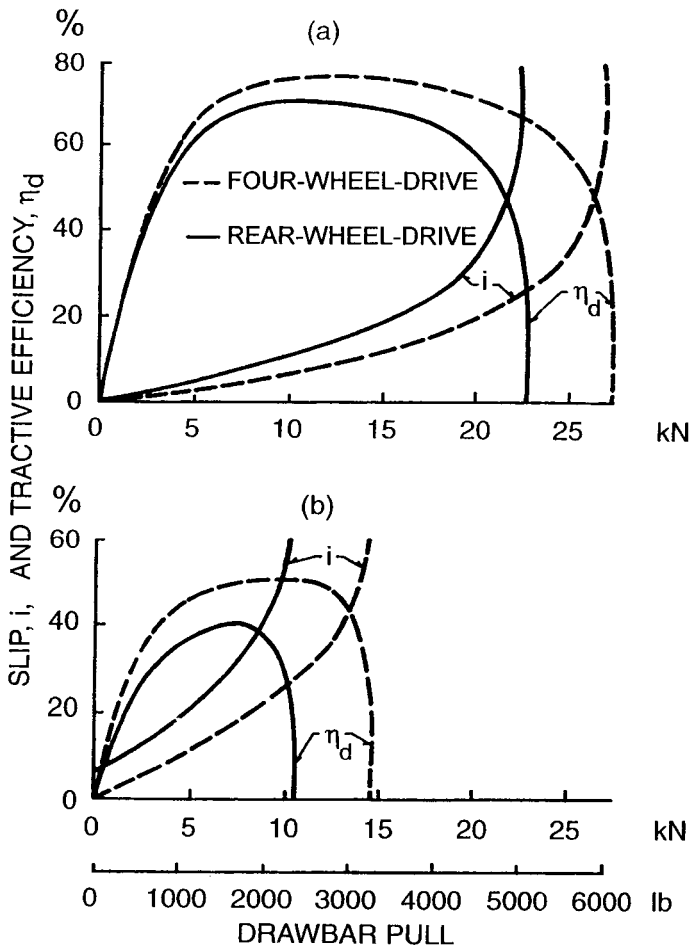 (a)
%
80
60
40
20
0
FOUR-WHEEL-DRIVE
REAR-WHEEL-DRIVE
i
ηd
0 5 10 15 20 25 kN
(b)
%
60
40
20
0
i
ηd
0 5 10 15 20 25 kN
0 1000 2000 3000 4000 5000 6000 lb
DRAWBAR PULL
SLIP, i, AND TRACTIVE EFFICIENCY, ηd